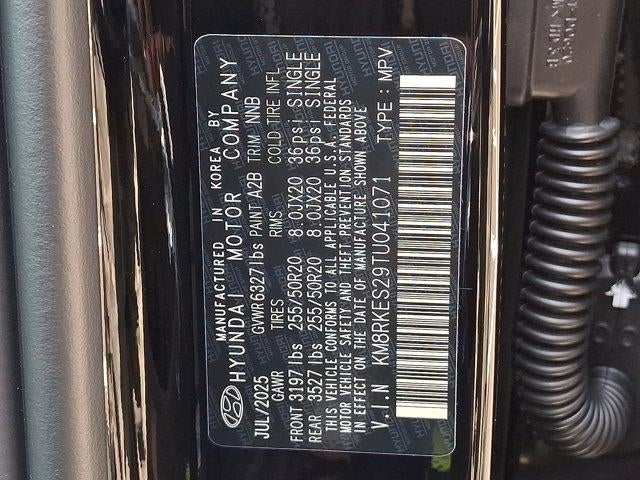 MANUFACTURED IN KOREA BY
HYUNDAI MOTOR COMPANY
JUL/2025 GVWR 6327 lbs PAINT: A2B TRIM: NNB
GAWR TIRES RIMS COLD TIRE INFL.
FRONT 3197 lbs 255/50R20 8.0JX20 36psi SINGLE
REAR 3527 lbs 255/50R20 8.0JX20 36psi SINGLE
THIS VEHICLE CONFORMS TO ALL APPLICABLE U.S.A. FEDERAL
MOTOR VEHICLE SAFETY AND THEFT PREVENTION STANDARDS
IN EFFECT ON THE DATE OF MANUFACTURE SHOWN ABOVE
V.I.N KM8RKES29TU041071 TYPE : MPV